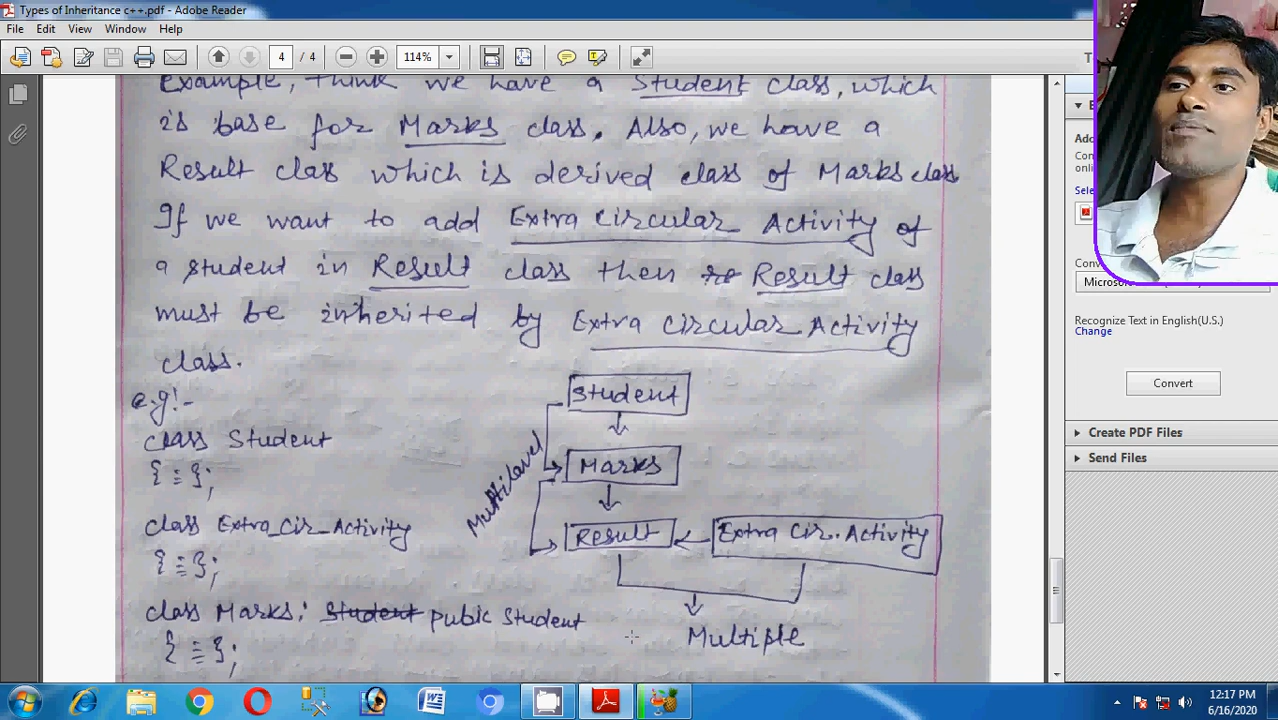 Types of Inheritance c++.pdf - Adobe Reader
File Edit View Window Help
4 / 4 114%
Example, think we have a Student class, which
is base for Marks class. Also, we have a
Result class which is derived class of Marks class
If we want to add Extra Circular Activity of
a student in Result class then Result class
must be inherited by Extra Circular Activity
class.
e.g:-
class Student
{ ≡ };
class Extra_Cir_Activity
{ ≡ };
class Marks: Student pubic Student
{ ≡ };
Student
Marks
Multilevel
Result
Extra Cir. Activity
Multiple
Microso
Recognize Text in English(U.S.)
Change
Convert
Create PDF Files
Send Files
12:17 PM
6/16/2020